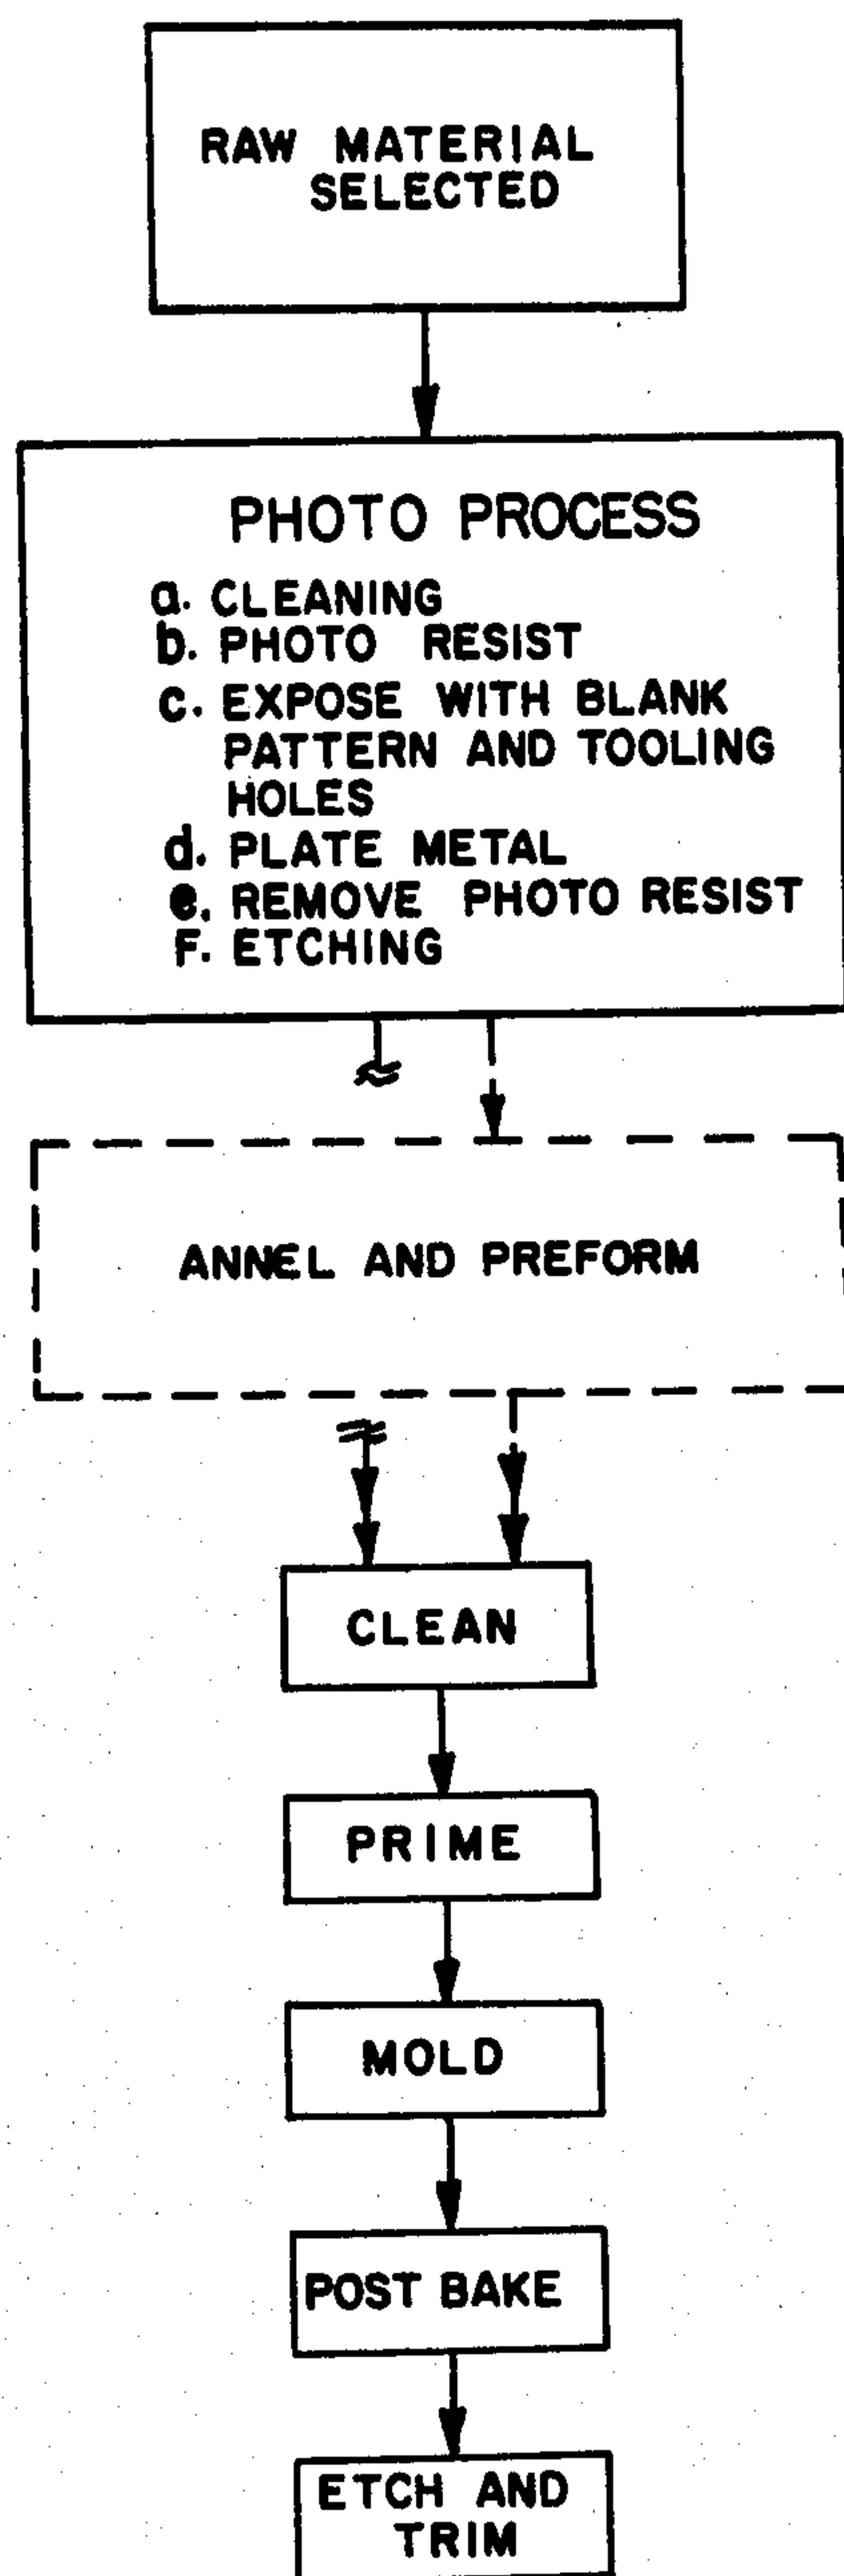 RAW MATERIAL
SELECTED
PHOTO PROCESS
a. CLEANING
b. PHOTO RESIST
c. EXPOSE WITH BLANK
PATTERN AND TOOLING
HOLES
d. PLATE METAL
e. REMOVE PHOTO RESIST
F. ETCHING
ANNEL AND PREFORM
CLEAN
PRIME
MOLD
POST BAKE
ETCH AND
TRIM